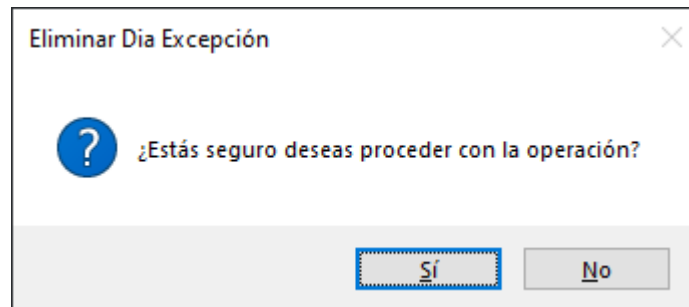 Eliminar Dia Excepción
¿Estás seguro deseas proceder con la operación?
Sí
No